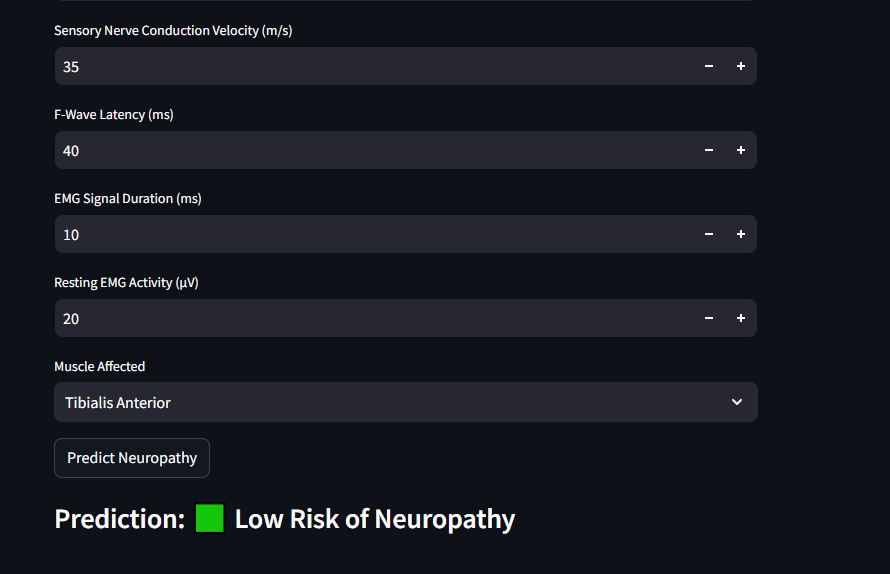 Sensory Nerve Conduction Velocity (m/s)
35
F-Wave Latency (ms)
40
EMG Signal Duration (ms)
10
Resting EMG Activity (μV)
20
Muscle Affected
Tibialis Anterior
Predict Neuropathy
Prediction: 🟩 Low Risk of Neuropathy